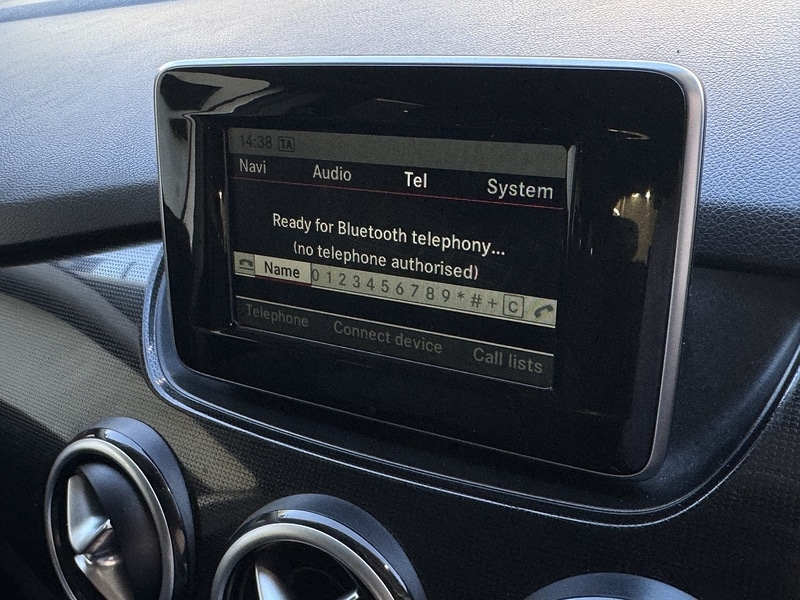 14:38 TA
Navi Audio Tel System
Ready for Bluetooth telephony...
(no telephone authorised)
Name 0 1 2 3 4 5 6 7 8 9 * # + C
Telephone Connect device Call lists